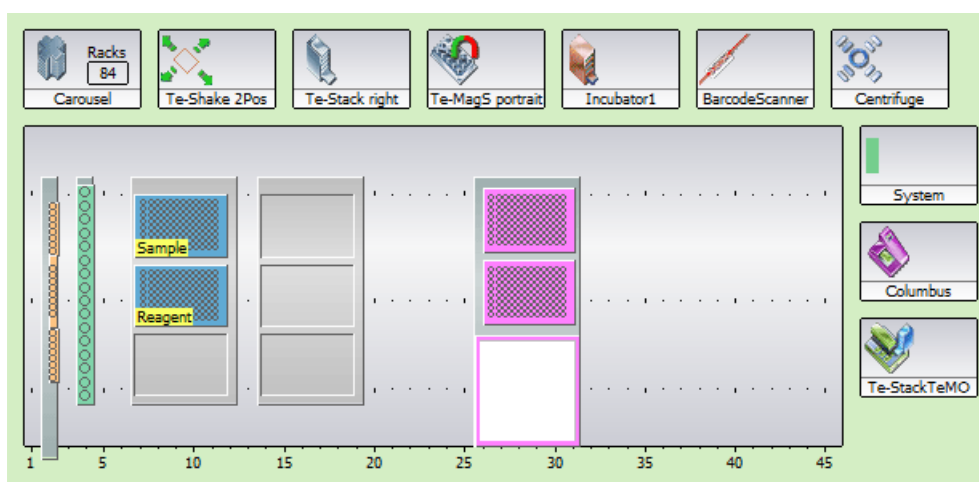 Racks
84
Carousel
Te-Shake 2Pos
Te-Stack right
Te-MagS portrait
Incubator1
BarcodeScanner
Centrifuge
System
Sample
Reagent
Columbus
Te-StackTeMO
1 5 10 15 20 25 30 35 40 45